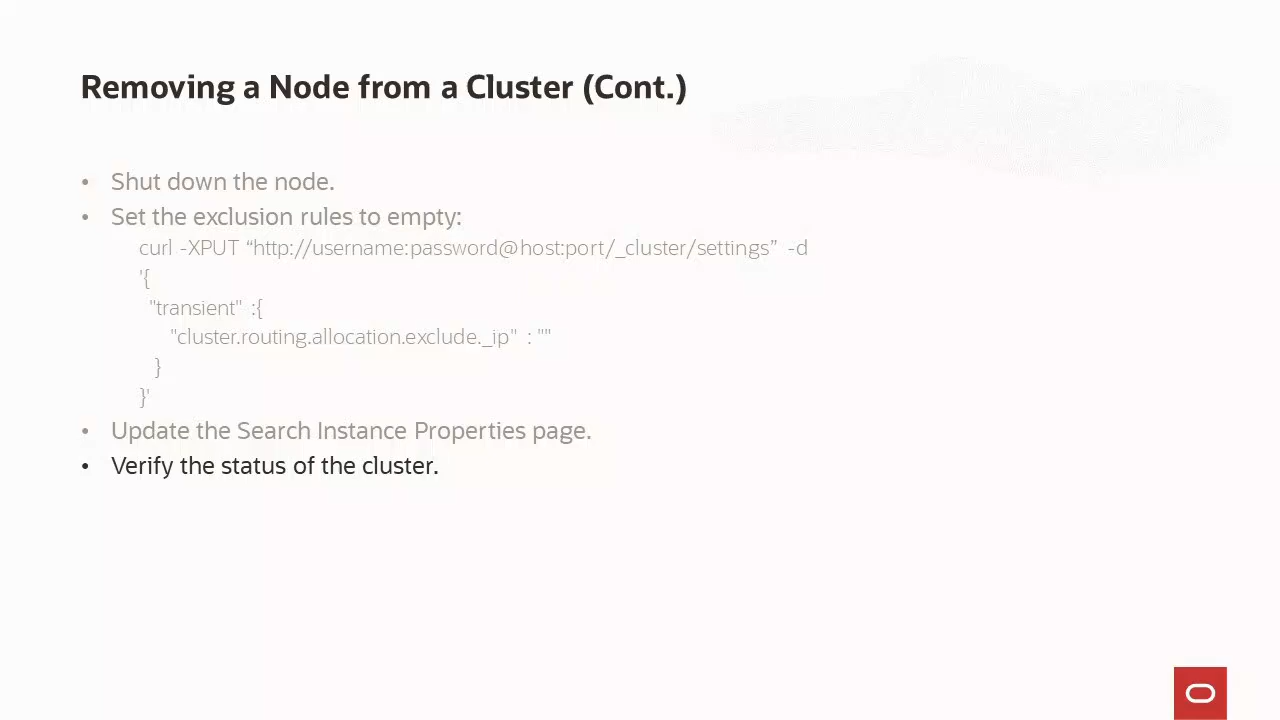 Removing a Node from a Cluster (Cont.)
• Shut down the node.
• Set the exclusion rules to empty:
curl -XPUT “http://username:password@host:port/_cluster/settings” -d
'{
"transient" :{
"cluster.routing.allocation.exclude._ip" : ""
}
}'
• Update the Search Instance Properties page.
• Verify the status of the cluster.